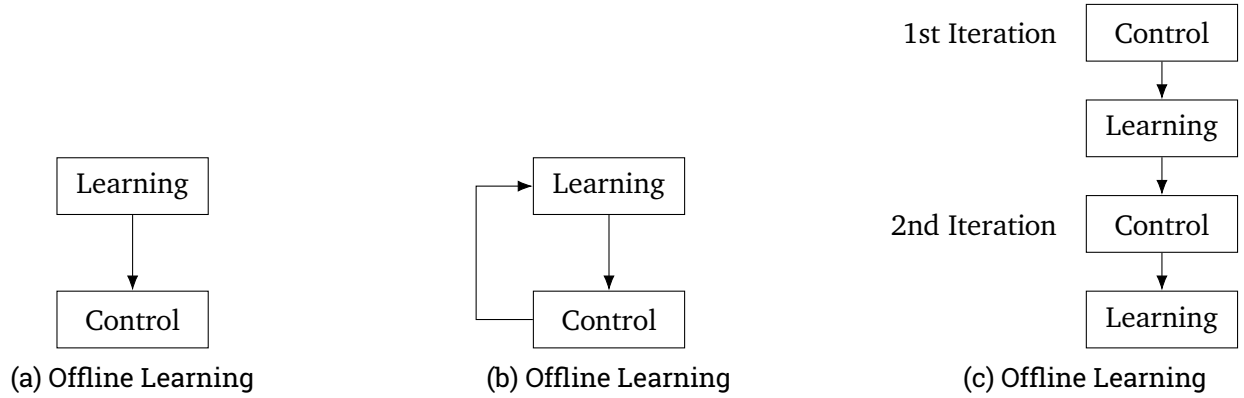 Learning
Control
(a) Offline Learning
Learning
Control
(b) Offline Learning
1st Iteration Control
Learning
2nd Iteration Control
Learning
(c) Offline Learning